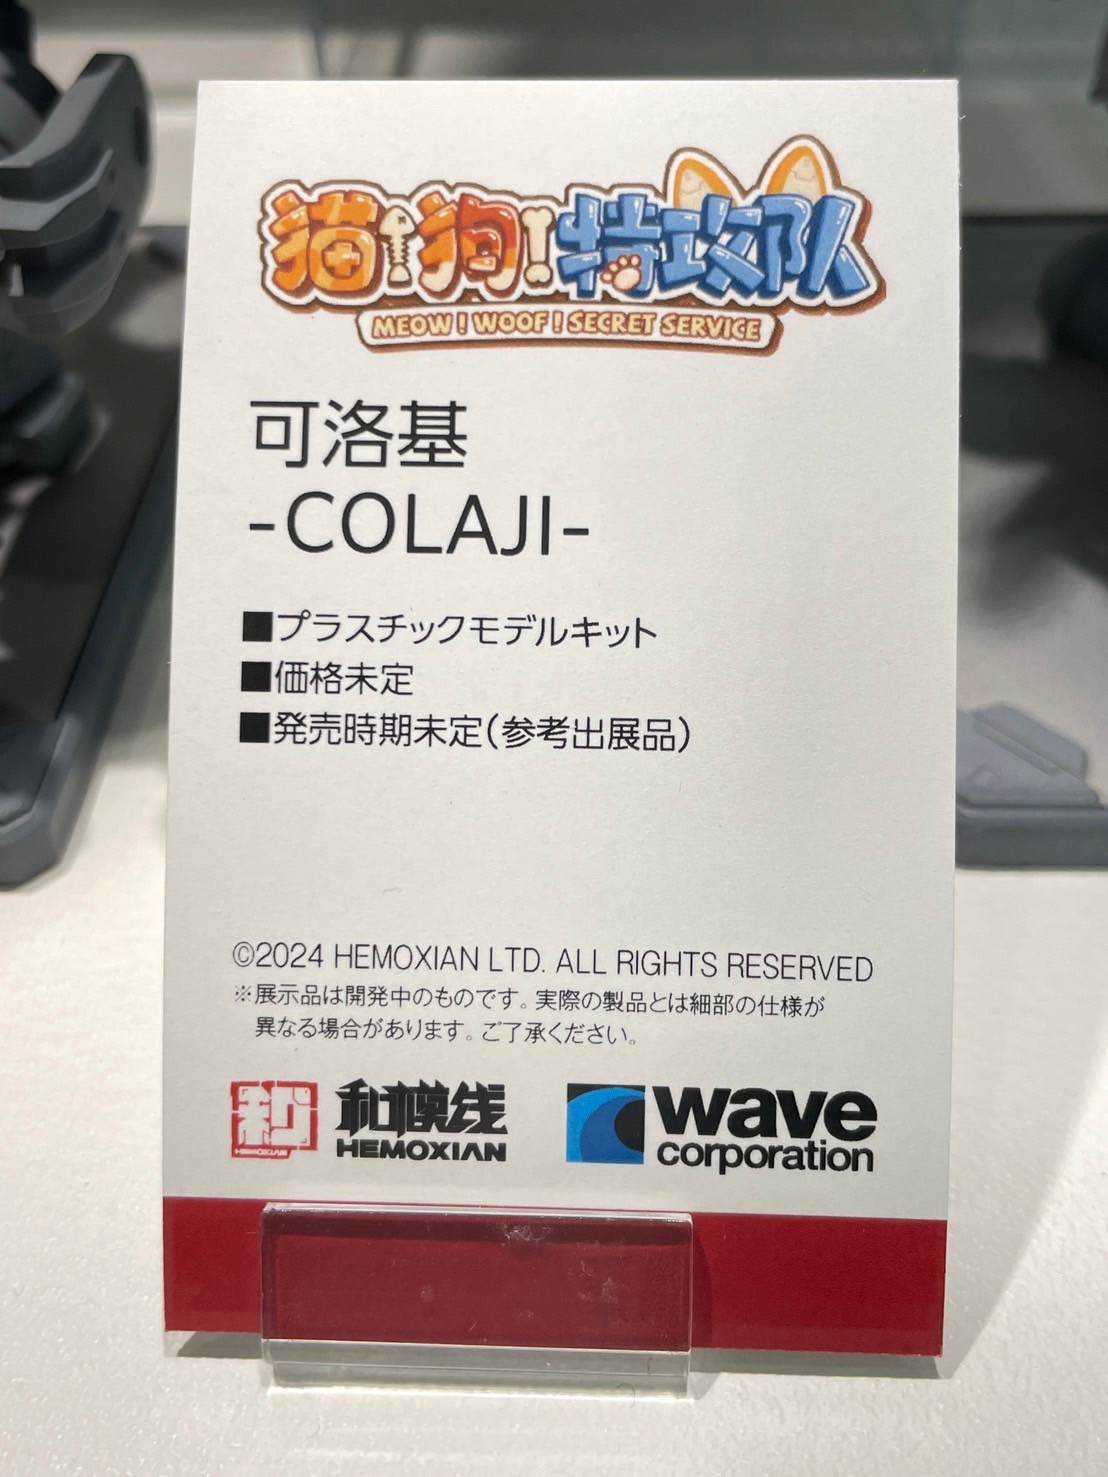 猫!狗!特攻队
MEOW! WOOF! SECRET SERVICE
可洛基
-COLAJI-
■プラスチックモデルキット
■価格未定
■発売時期未定(参考出展品)
©2024 HEMOXIAN LTD. ALL RIGHTS RESERVED
※展示品は開発中のものです。実際の製品とは細部の仕様が
異なる場合があります。ご了承ください。
和模线
HEMOXIAN
HEMOXIAN
wave
corporation